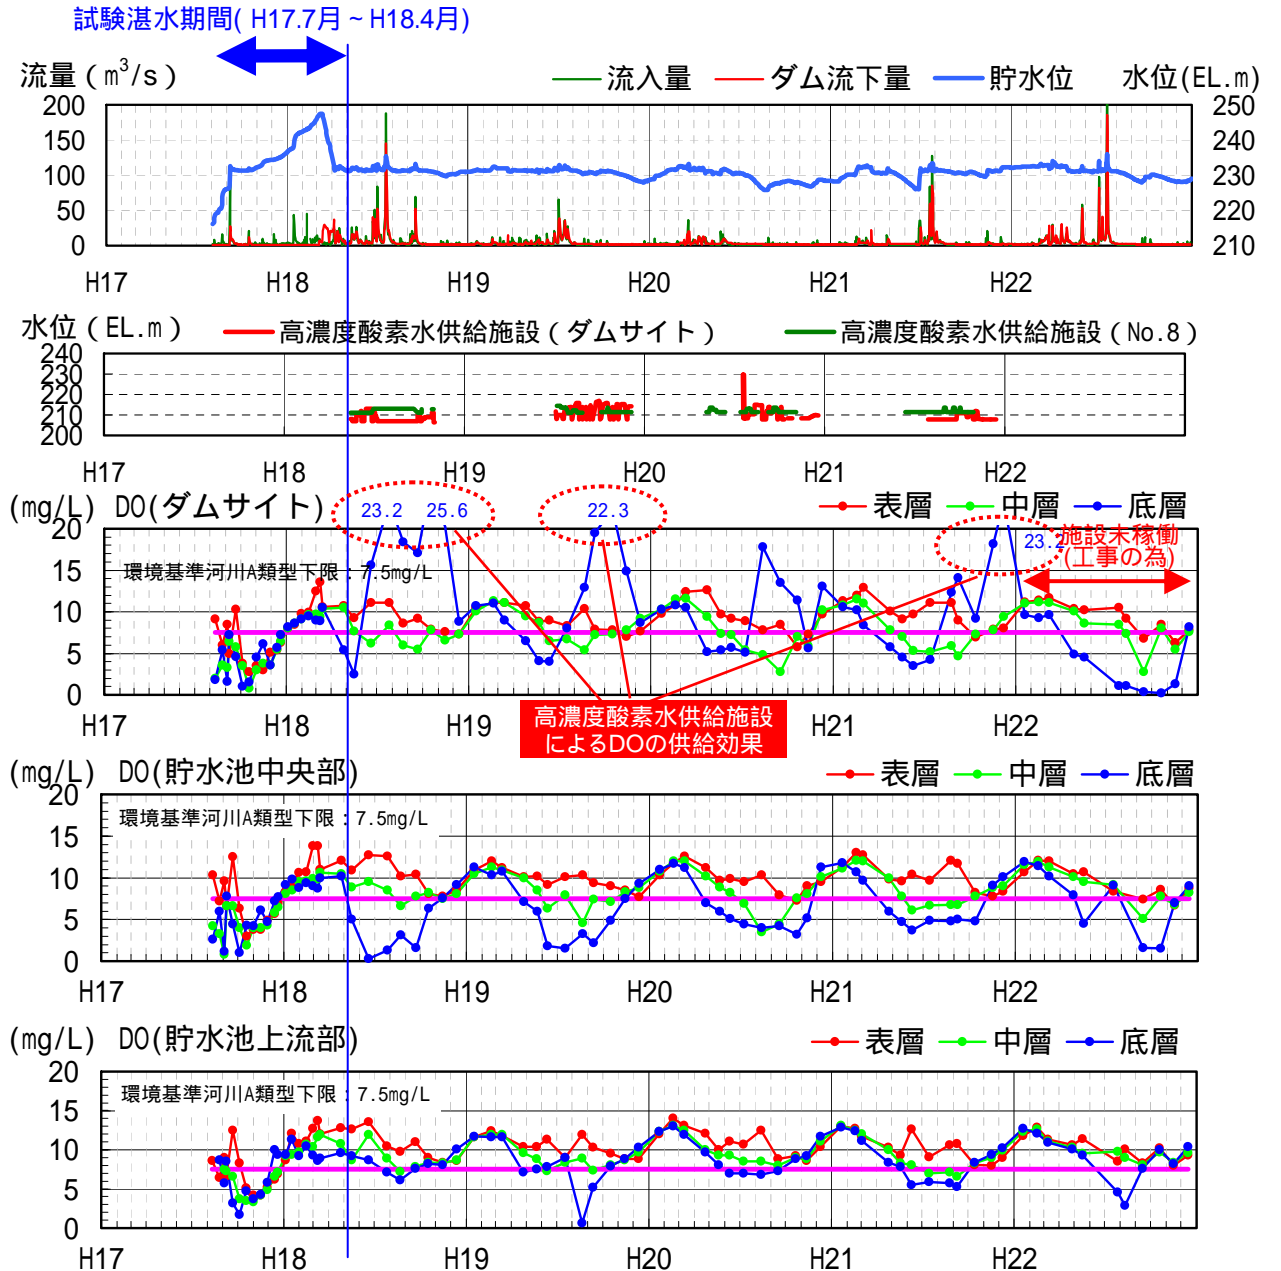 試験湛水期間( H17.7月 ~ H18.4月)
流量 ( m³/s ) 流入量 ダム流下量 貯水位 水位(EL.m)
200 250
150 240
100 230
50 220
0 210
H17 H18 H19 H20 H21 H22
水位 ( EL.m ) 高濃度酸素水供給施設 ( ダムサイト ) 高濃度酸素水供給施設 ( No.8 )
240
230
220
210
200
H17 H18 H19 H20 H21 H22
(mg/L) DO(ダムサイト) 表層 中層 底層
23.2 25.6 22.3 23.2
施設未稼働
(工事の為)
環境基準河川A類型下限 : 7.5mg/L
20
15
10
5
0
H17 H18 H19 H20 H21 H22
高濃度酸素水供給施設
によるDOの供給効果
(mg/L) DO(貯水池中央部) 表層 中層 底層
環境基準河川A類型下限 : 7.5mg/L
20
15
10
5
0
H17 H18 H19 H20 H21 H22
(mg/L) DO(貯水池上流部) 表層 中層 底層
環境基準河川A類型下限 : 7.5mg/L
20
15
10
5
0
H17 H18 H19 H20 H21 H22